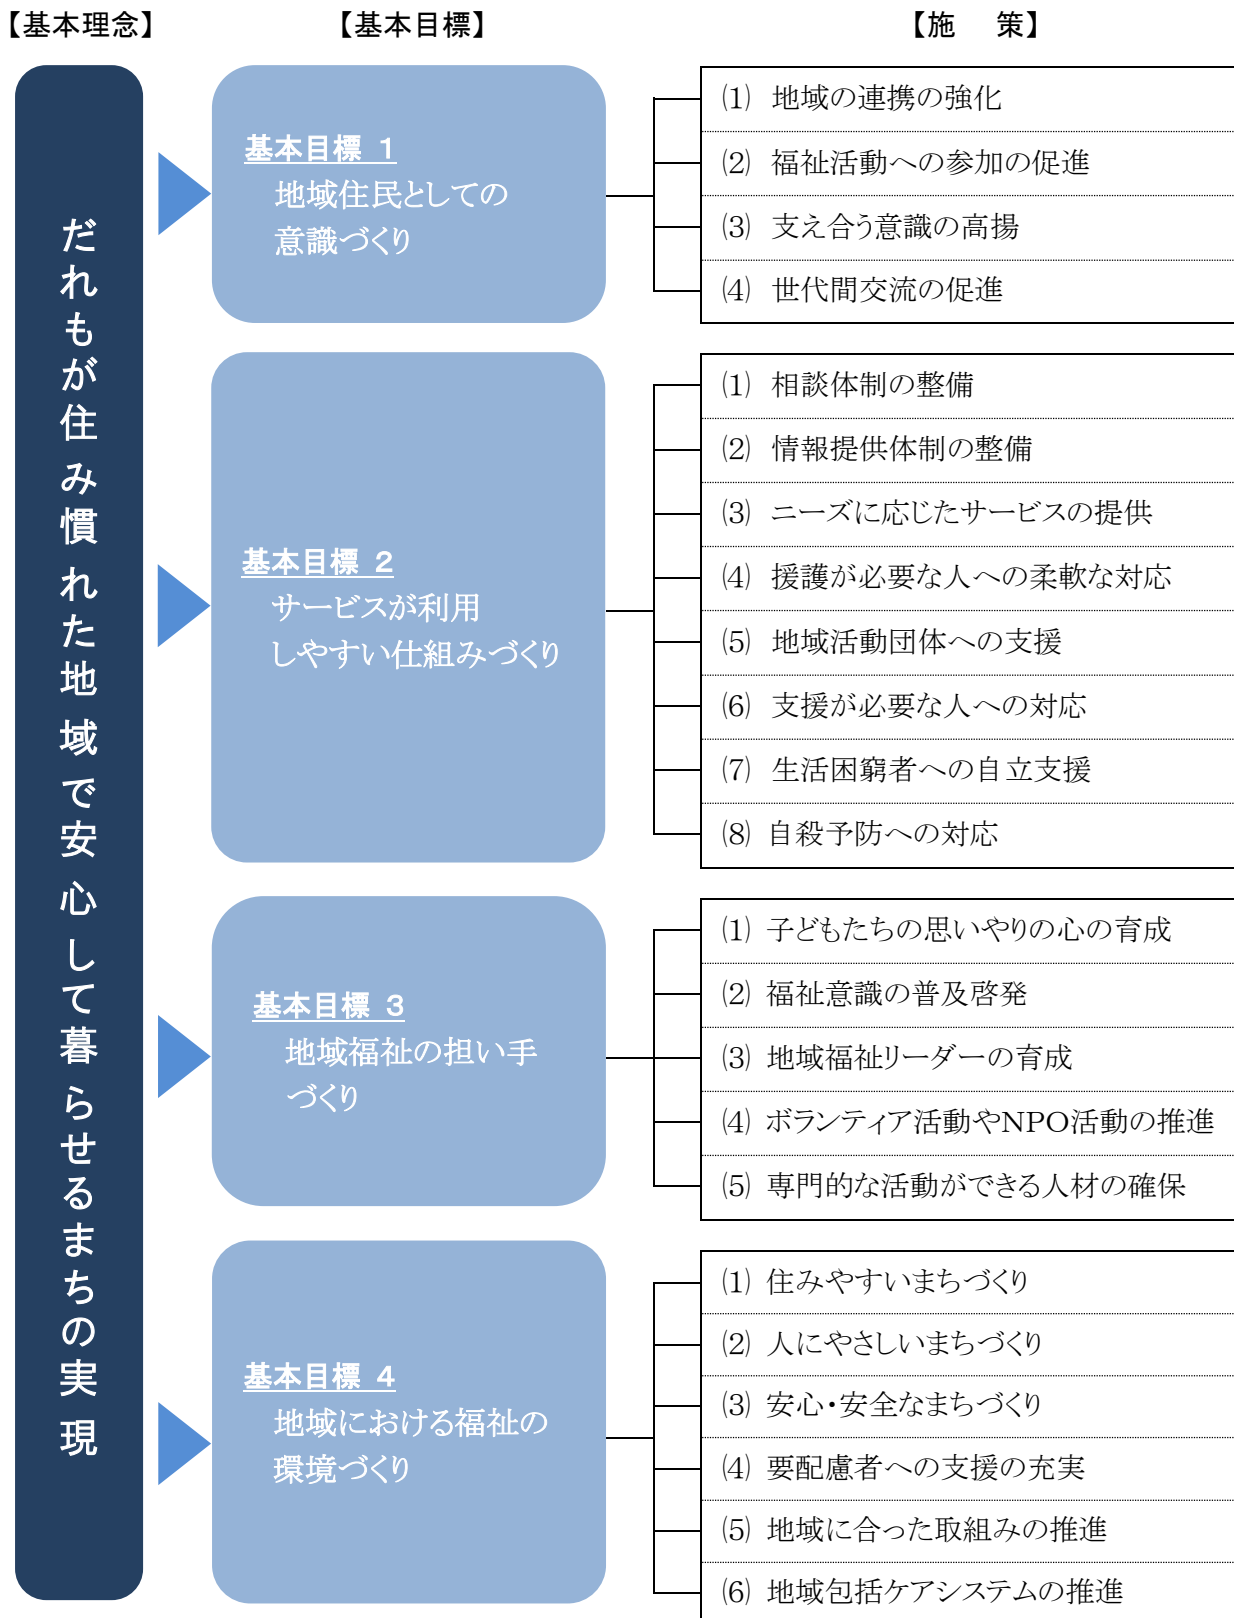 【基本理念】
【基本目標】
【施　策】
だれもが住み慣れた地域で安心して暮らせるまちの実現
基本目標 1
地域住民としての
意識づくり
⑴ 地域の連携の強化
⑵ 福祉活動への参加の促進
⑶ 支え合う意識の高揚
⑷ 世代間交流の促進
基本目標 2
サービスが利用
しやすい仕組みづくり
⑴ 相談体制の整備
⑵ 情報提供体制の整備
⑶ ニーズに応じたサービスの提供
⑷ 援護が必要な人への柔軟な対応
⑸ 地域活動団体への支援
⑹ 支援が必要な人への対応
⑺ 生活困窮者への自立支援
⑻ 自殺予防への対応
基本目標 3
地域福祉の担い手
づくり
⑴ 子どもたちの思いやりの心の育成
⑵ 福祉意識の普及啓発
⑶ 地域福祉リーダーの育成
⑷ ボランティア活動やNPO活動の推進
⑸ 専門的な活動ができる人材の確保
基本目標 4
地域における福祉の
環境づくり
⑴ 住みやすいまちづくり
⑵ 人にやさしいまちづくり
⑶ 安心・安全なまちづくり
⑷ 要配慮者への支援の充実
⑸ 地域に合った取組みの推進
⑹ 地域包括ケアシステムの推進